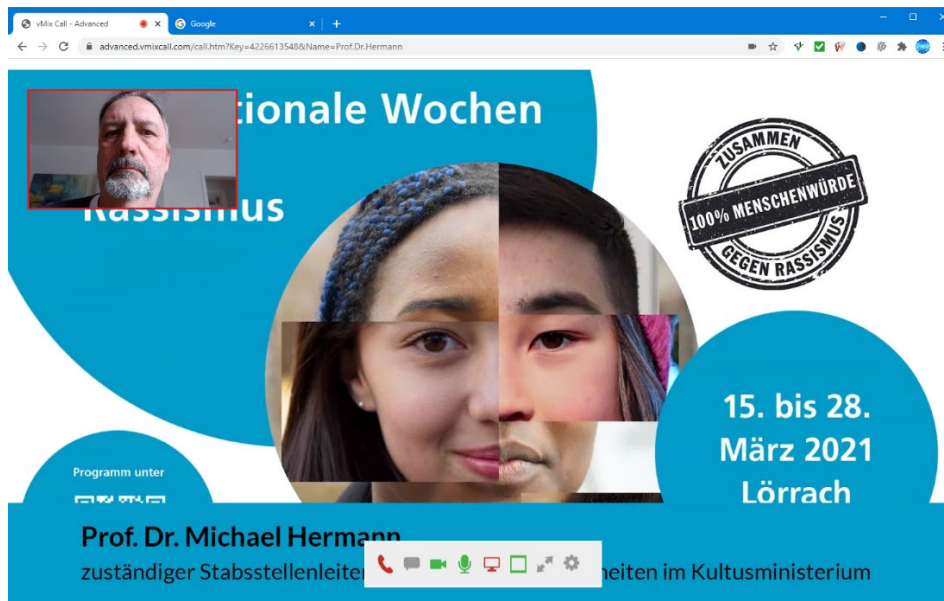 vMix Call - Advanced
Google
advanced.vmixcall.com/call.htm?Key=4226613548&Name=Prof.Dr.Hermann
tionale Wochen
Rassismus
ZUSAMMEN
100% MENSCHENWÜRDE
GEGEN RASSISMUS
15. bis 28.
März 2021
Lörrach
Programm unter
Prof. Dr. Michael Hermann
zuständiger Stabsstellenleiter heiten im Kultusministerium